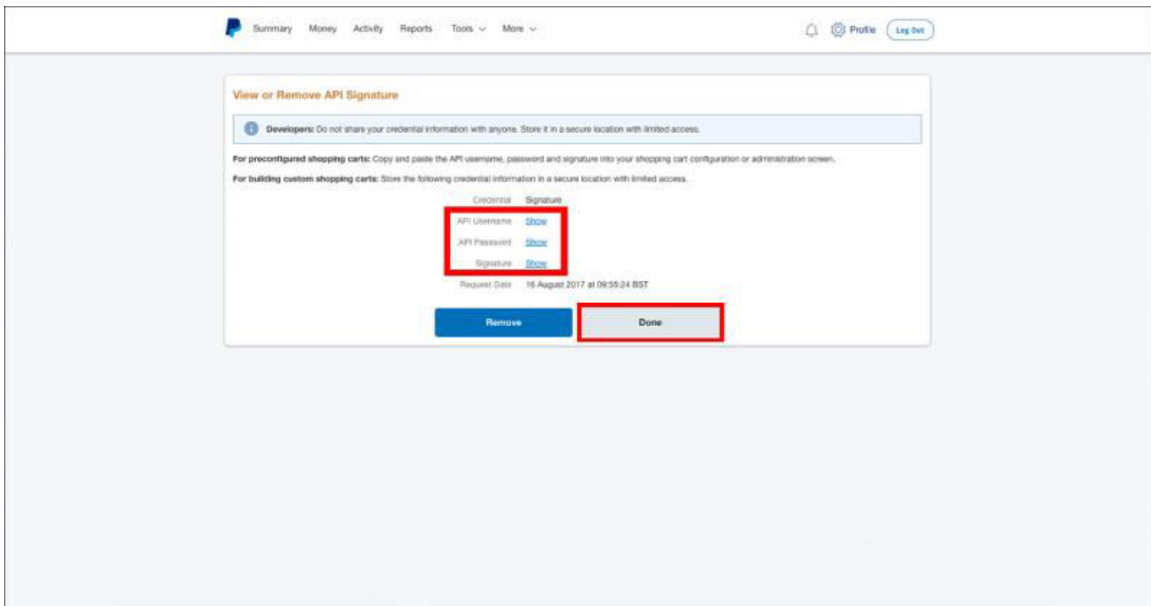 Summary Money Activity Reports Tools More Profile Log Out
View or Remove API Signature
Developers: Do not share your credential information with anyone. Store it in a secure location with limited access.
For preconfigured shopping carts: Copy and paste the API username, password and signature into your shopping cart configuration or administration screen.
For building custom shopping carts: Store the following credential information in a secure location with limited access.
Credential Signature
API Username Show
API Password Show
Signature Show
Request Date 16 August 2017 at 09:55:24 BST
Remove Done